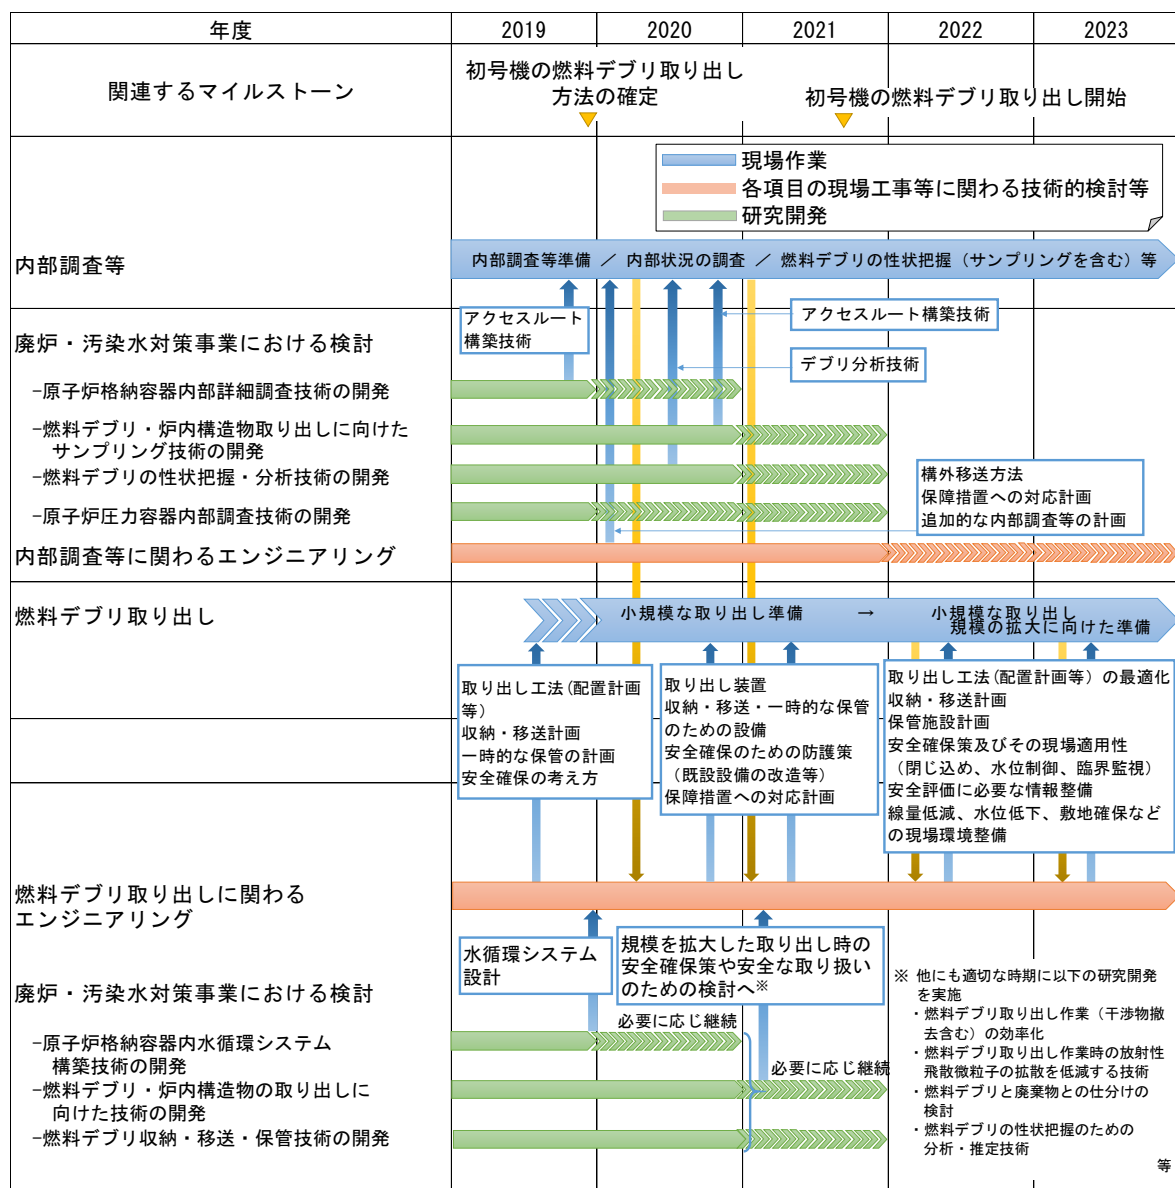 年度
2019
2020
2021
2022
2023
関連するマイルストーン
初号機の燃料デブリ取り出し
方法の確定
初号機の燃料デブリ取り出し開始
現場作業
各項目の現場工事等に関わる技術的検討等
研究開発
内部調査等
内部調査等準備 ／ 内部状況の調査 ／ 燃料デブリの性状把握（サンプリングを含む）等
アクセスルート
構築技術
アクセスルート構築技術
デブリ分析技術
廃炉・汚染水対策事業における検討
-原子炉格納容器内部詳細調査技術の開発
-燃料デブリ・炉内構造物取り出しに向けた
サンプリング技術の開発
-燃料デブリの性状把握・分析技術の開発
-原子炉圧力容器内部調査技術の開発
構外移送方法
保障措置への対応計画
追加的な内部調査等の計画
内部調査等に関わるエンジニアリング
燃料デブリ取り出し
小規模な取り出し準備 → 小規模な取り出し
規模の拡大に向けた準備
取り出し工法(配置計画
等)
収納・移送計画
一時的な保管の計画
安全確保の考え方
取り出し装置
収納・移送・一時的な保管
のための設備
安全確保のための防護策
（既設設備の改造等）
保障措置への対応計画
取り出し工法(配置計画等）の最適化
収納・移送計画
保管施設計画
安全確保策及びその現場適用性
（閉じ込め、水位制御、臨界監視）
安全評価に必要な情報整備
線量低減、水位低下、敷地確保など
の現場環境整備
燃料デブリ取り出しに関わる
エンジニアリング
水循環システム
設計
規模を拡大した取り出し時の
安全確保策や安全な取り扱い
のための検討へ※
廃炉・汚染水対策事業における検討
-原子炉格納容器内水循環システム
構築技術の開発
必要に応じ継続
-燃料デブリ・炉内構造物の取り出しに
向けた技術の開発
必要に応じ継続
-燃料デブリ収納・移送・保管技術の開発
※ 他にも適切な時期に以下の研究開発
を実施
・燃料デブリ取り出し作業（干渉物撤
去含む）の効率化
・燃料デブリ取り出し作業時の放射性
飛散微粒子の拡散を低減する技術
・燃料デブリと廃棄物との仕分けの
検討
・燃料デブリの性状把握のための
分析・推定技術
等